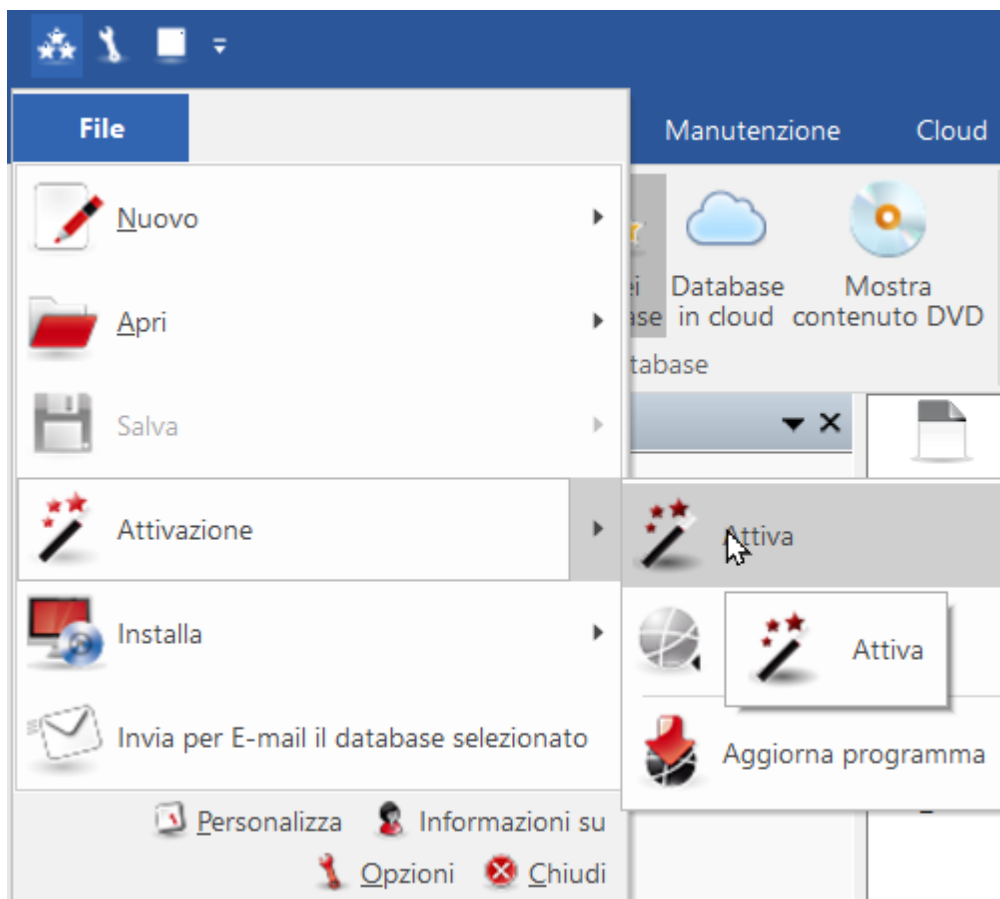 File
Manutenzione
Cloud
Nuovo
Apri
Salva
Attivazione
Installa
Invia per E-mail il database selezionato
Personalizza
Informazioni su
Opzioni
Chiudi
Database
in cloud
Mostra
contenuto DVD
Attiva
Attiva
Aggiorna programma